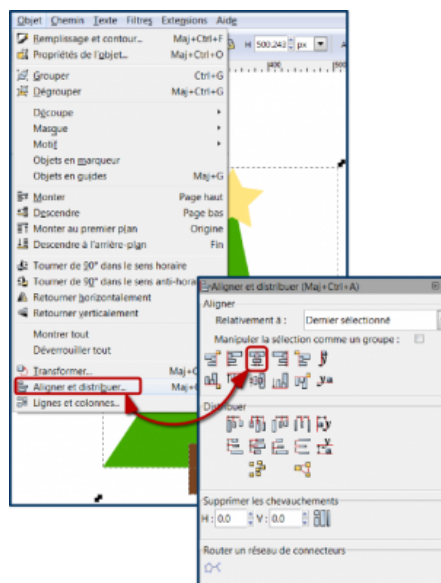 Objet Chemin Texte Filtres Extensions Aide
Remplissage et contour... Maj+Ctrl+F
Propriétés de l'objet... Maj+Ctrl+O
H 500.243 px
Grouper Ctrl+G
Dégrouper Maj+Ctrl+G
400
Découpe
Masque
Motif
Objets en marqueur
Objets en guides Maj+G
Monter Page haut
Descendre Page bas
Monter au premier plan Origine
Descendre à l'arrière-plan Fin
Tourner de 90° dans le sens horaire
Tourner de 90° dans le sens anti-hora
Retourner horizontalement
Retourner verticalement
Montrer tout
Déverrouiller tout
Transformer...
Aligner et distribuer...
Lignes et colonnes...
Aligner et distribuer (Maj+Ctrl+A)
Aligner
Relativement à : Dernier sélectionné
Manipuler la sélection comme un groupe :
Distribuer
Supprimer les chevauchements
H : 0.0 V : 0.0
Router un réseau de connecteurs